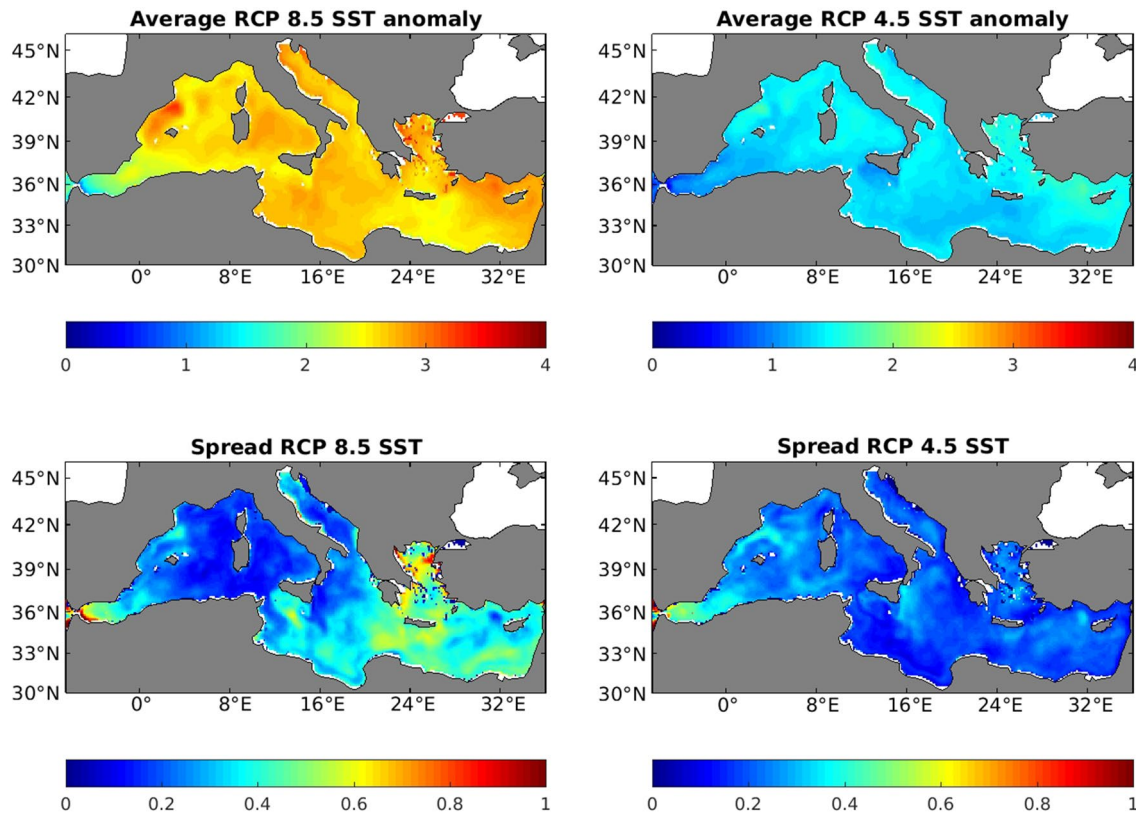 Average RCP 8.5 SST anomaly
45°N
42°N
39°N
36°N
33°N
30°N
0° 8°E 16°E 24°E 32°E
0 1 2 3 4
Average RCP 4.5 SST anomaly
45°N
42°N
39°N
36°N
33°N
30°N
0° 8°E 16°E 24°E 32°E
0 1 2 3 4
Spread RCP 8.5 SST
45°N
42°N
39°N
36°N
33°N
30°N
0° 8°E 16°E 24°E 32°E
0 0.2 0.4 0.6 0.8 1
Spread RCP 4.5 SST
45°N
42°N
39°N
36°N
33°N
30°N
0° 8°E 16°E 24°E 32°E
0 0.2 0.4 0.6 0.8 1